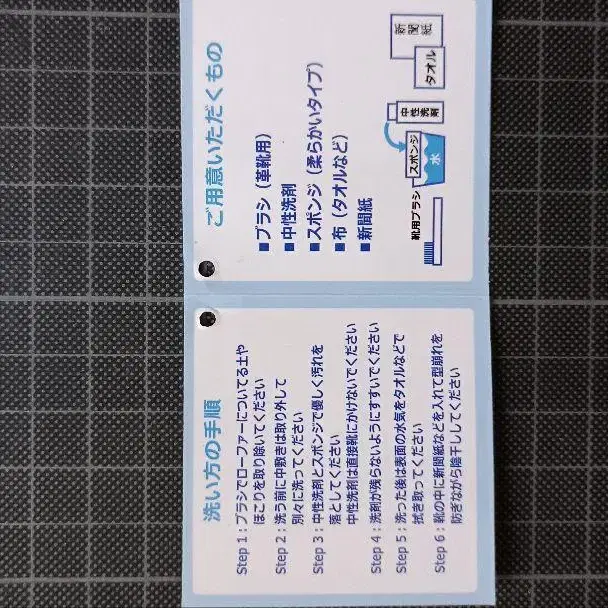 洗い方の手順
Step 1：ブラシでローファーについてる土や
ほこりを取り除いてください
Step 2：洗う前に中敷きは取り外して
別々に洗ってください
Step 3：中性洗剤とスポンジで優しく汚れを
落としてください
中性洗剤は直接靴にかけないでください
Step 4：洗剤が残らないようにすすいでください
Step 5：洗った後は表面の水気をタオルなどで
拭き取ってください
Step 6：靴の中に新聞紙などを入れて型崩れを
防ぎながら陰干ししてください
ご用意いただくもの
■ブラシ（革靴用）
■中性洗剤
■スポンジ（柔らかいタイプ）
■布（タオルなど）
■新聞紙
靴用ブラシ
スポンジ
水
中性洗剤
タオル
新聞紙